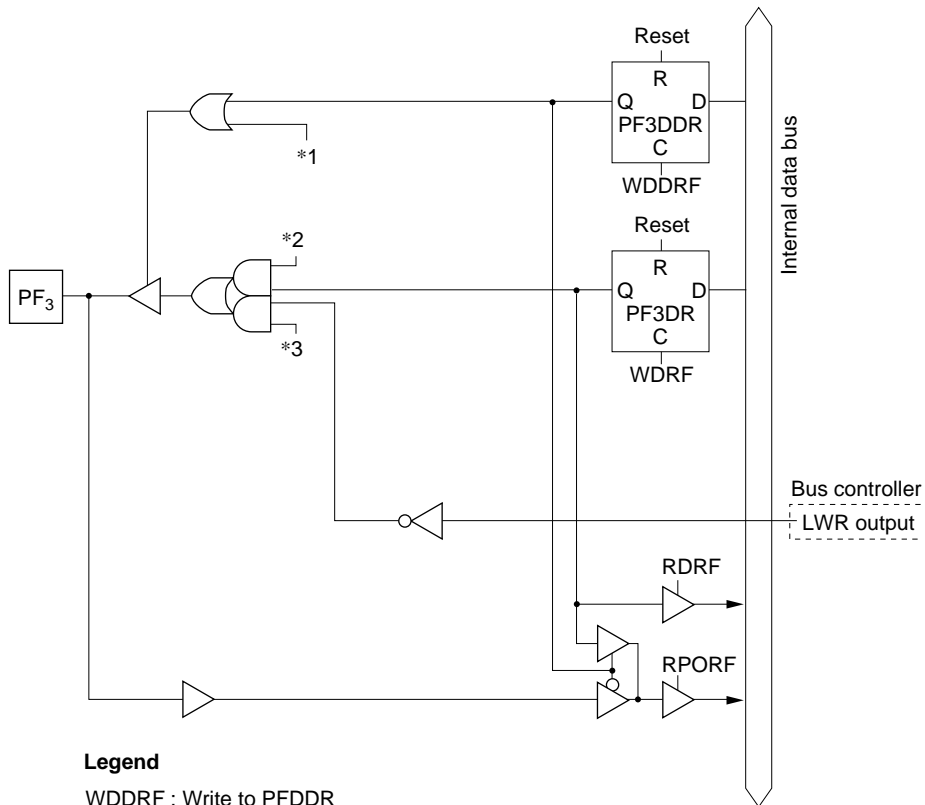 Reset
R
Q D
PF3DDR
C
WDDRF
*1
Internal data bus
Reset
R
Q D
PF3DR
C
WDRF
*2
PF3
*3
Bus controller
LWR output
RDRF
RPORF
Legend
WDDRF : Write to PFDDR